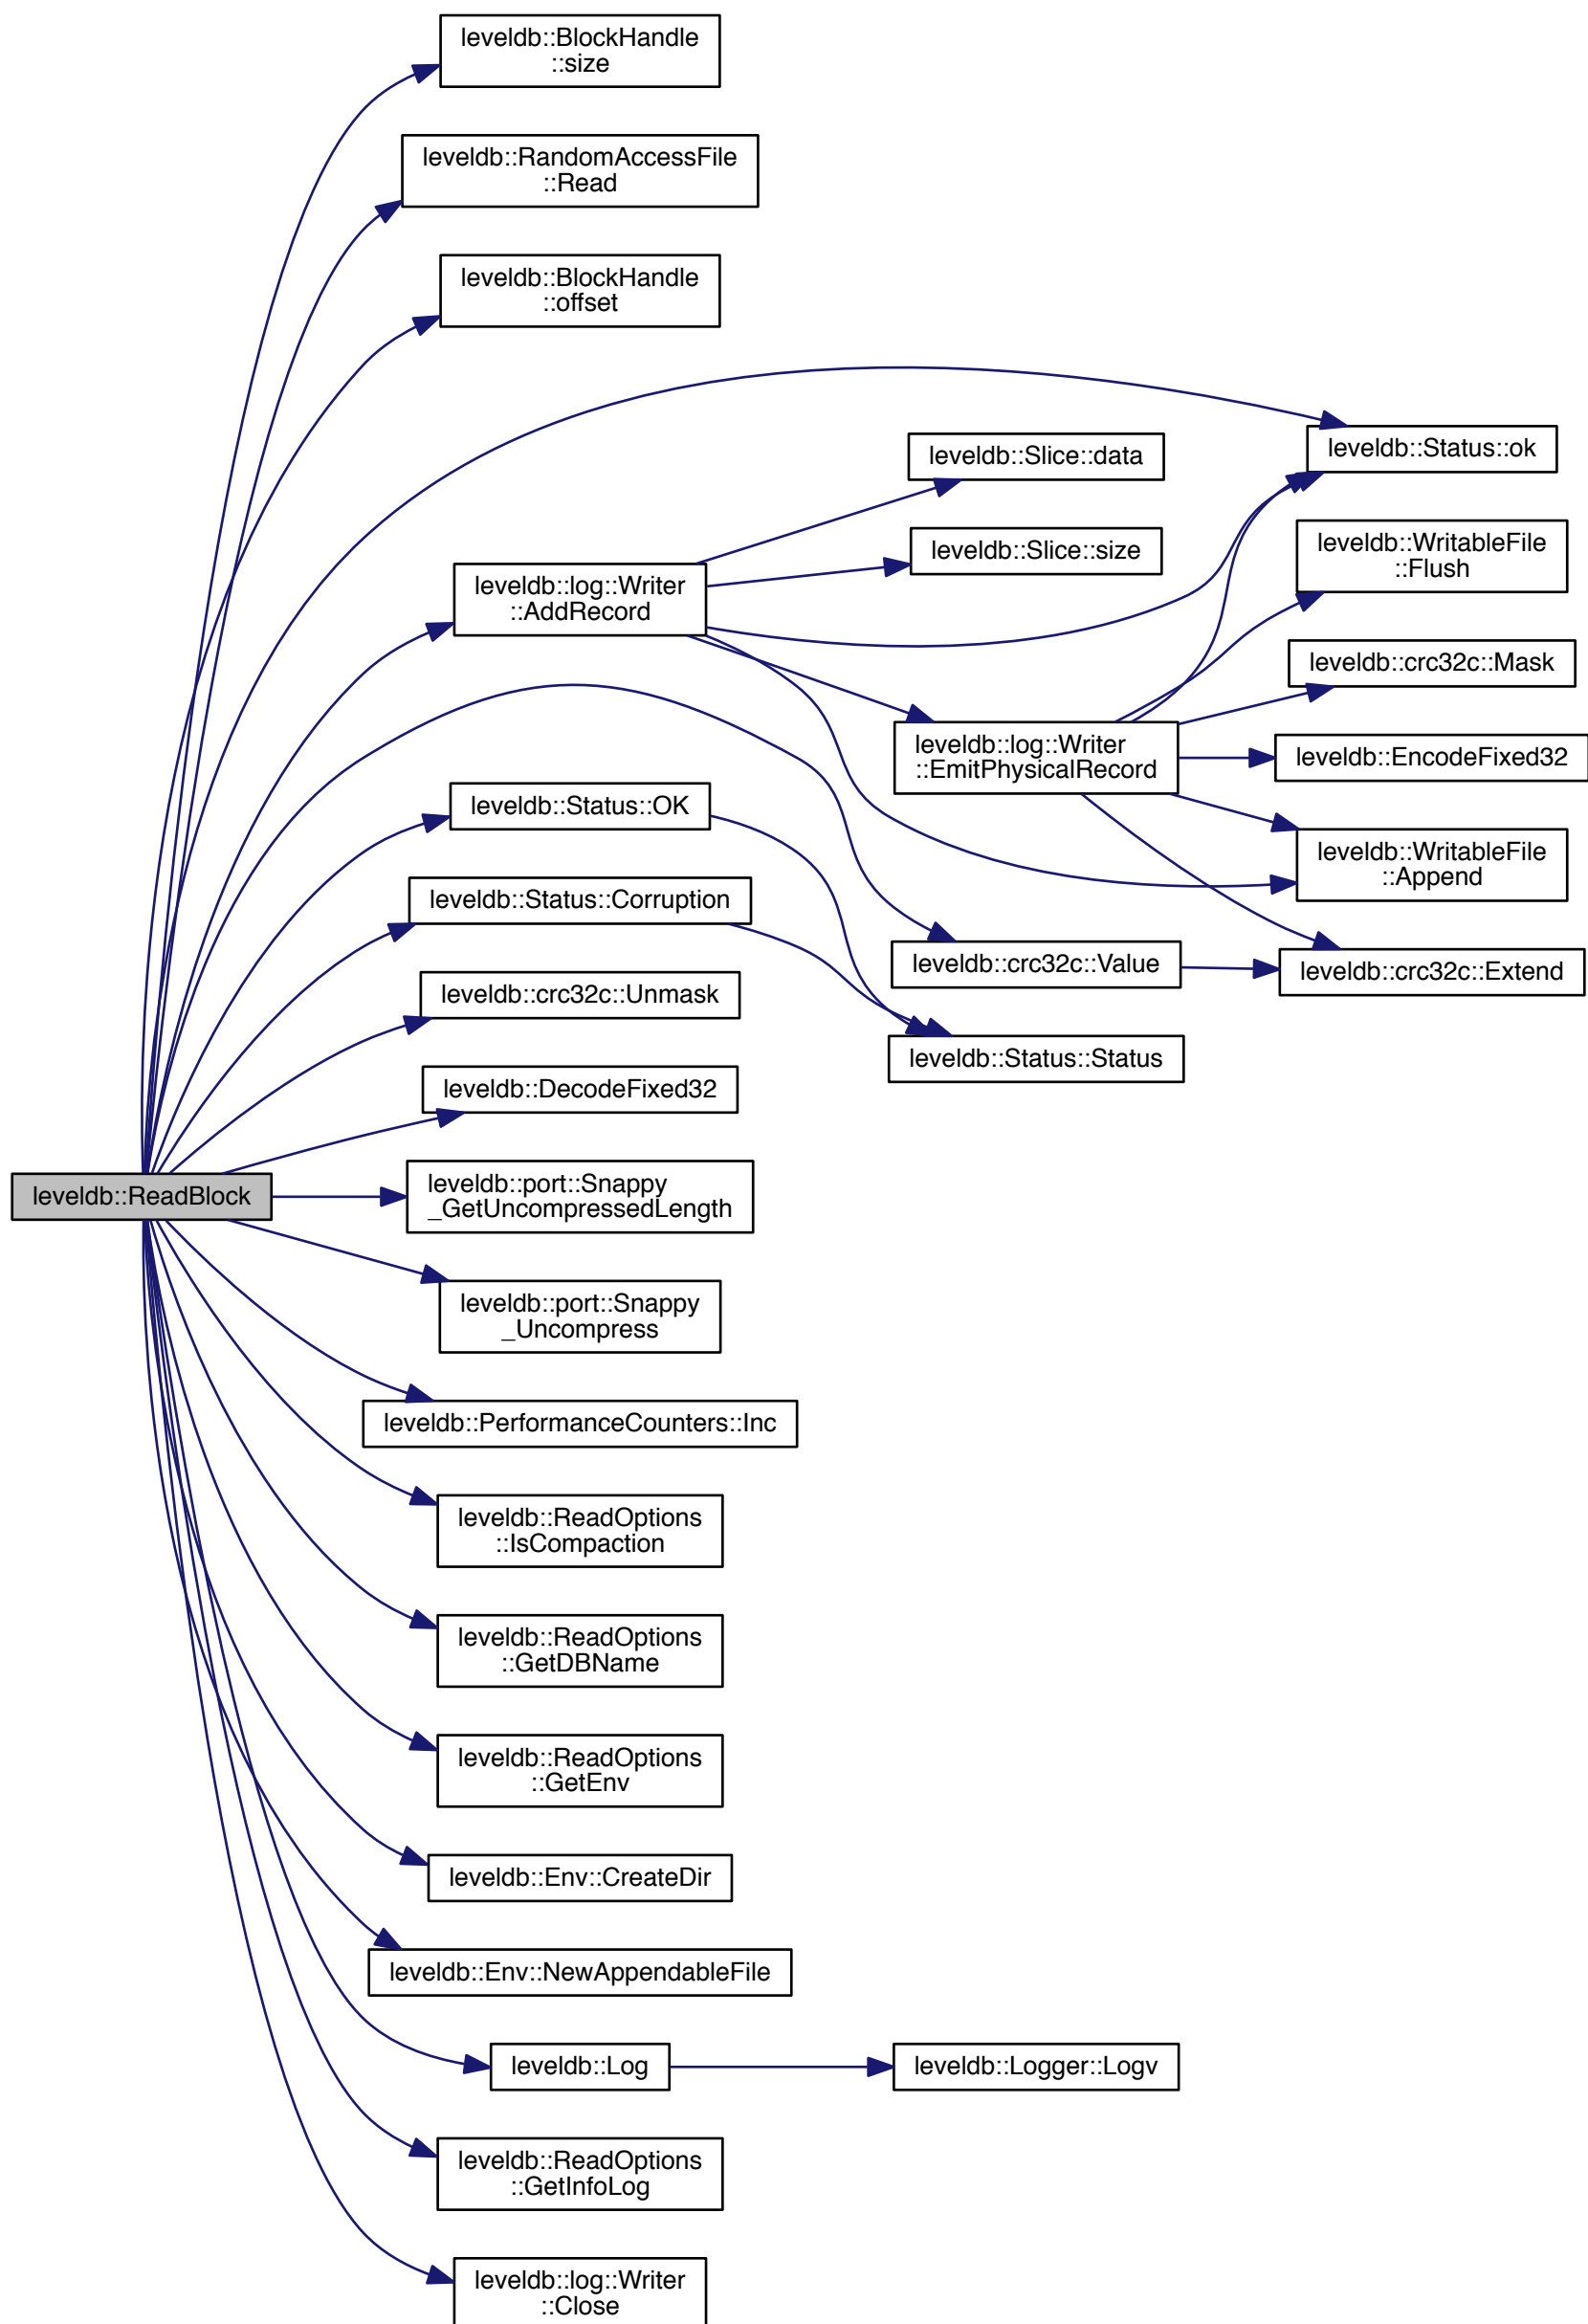 leveldb::BlockHandle
::size
leveldb::RandomAccessFile
::Read
leveldb::BlockHandle
::offset
leveldb::Status::ok
leveldb::Slice::data
leveldb::WritableFile
::Flush
leveldb::Slice::size
leveldb::log::Writer
::AddRecord
leveldb::crc32c::Mask
leveldb::log::Writer
::EmitPhysicalRecord
leveldb::EncodeFixed32
leveldb::Status::OK
leveldb::WritableFile
::Append
leveldb::Status::Corruption
leveldb::crc32c::Value
leveldb::crc32c::Extend
leveldb::crc32c::Unmask
leveldb::Status::Status
leveldb::DecodeFixed32
leveldb::ReadBlock
leveldb::port::Snappy
_GetUncompressedLength
leveldb::port::Snappy
_Uncompress
leveldb::PerformanceCounters::Inc
leveldb::ReadOptions
::IsCompaction
leveldb::ReadOptions
::GetDBName
leveldb::ReadOptions
::GetEnv
leveldb::Env::CreateDir
leveldb::Env::NewAppendableFile
leveldb::Log
leveldb::Logger::Logv
leveldb::ReadOptions
::GetInfoLog
leveldb::log::Writer
::Close